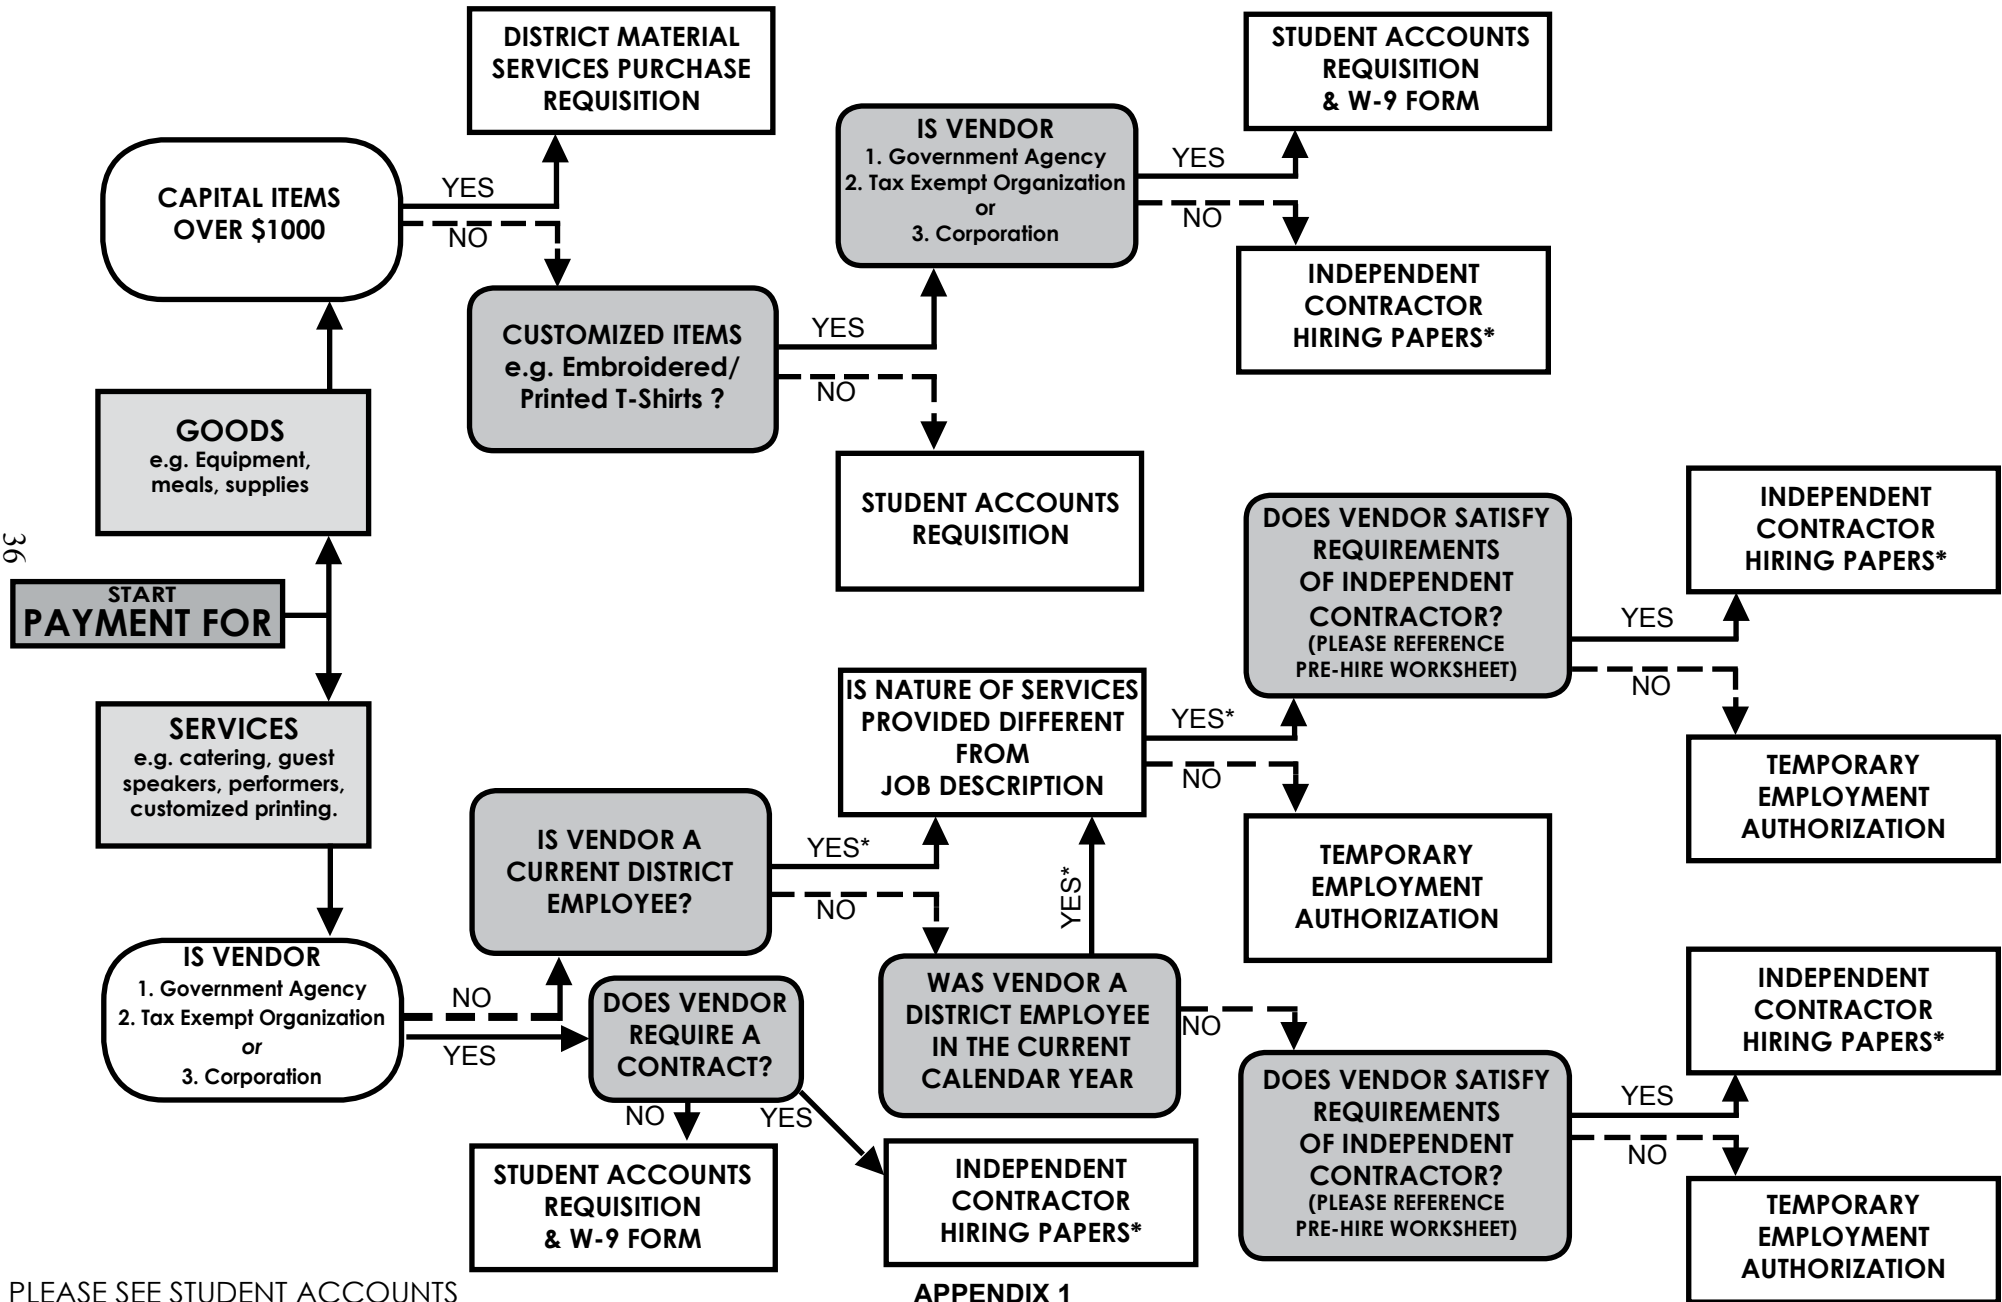 DISTRICT MATERIAL
SERVICES PURCHASE
REQUISITION
STUDENT ACCOUNTS
REQUISITION
& W-9 FORM
IS VENDOR
1. Government Agency
2. Tax Exempt Organization
or
3. Corporation
YES
NO
CAPITAL ITEMS
OVER $1000
YES
NO
INDEPENDENT
CONTRACTOR
HIRING PAPERS*
CUSTOMIZED ITEMS
e.g. Embroidered/
Printed T-Shirts ?
YES
NO
GOODS
e.g. Equipment,
meals, supplies
STUDENT ACCOUNTS
REQUISITION
36
START
PAYMENT FOR
DOES VENDOR SATISFY
REQUIREMENTS
OF INDEPENDENT
CONTRACTOR?
(PLEASE REFERENCE
PRE-HIRE WORKSHEET)
YES
NO
INDEPENDENT
CONTRACTOR
HIRING PAPERS*
SERVICES
e.g. catering, guest
speakers, performers,
customized printing.
IS NATURE OF SERVICES
PROVIDED DIFFERENT
FROM
JOB DESCRIPTION
YES*
NO
TEMPORARY
EMPLOYMENT
AUTHORIZATION
IS VENDOR A
CURRENT DISTRICT
EMPLOYEE?
YES*
NO
YES*
TEMPORARY
EMPLOYMENT
AUTHORIZATION
IS VENDOR
1. Government Agency
2. Tax Exempt Organization
or
3. Corporation
NO
YES
DOES VENDOR
REQUIRE A
CONTRACT?
NO
YES
WAS VENDOR A
DISTRICT EMPLOYEE
IN THE CURRENT
CALENDAR YEAR
NO
DOES VENDOR SATISFY
REQUIREMENTS
OF INDEPENDENT
CONTRACTOR?
(PLEASE REFERENCE
PRE-HIRE WORKSHEET)
YES
NO
INDEPENDENT
CONTRACTOR
HIRING PAPERS*
STUDENT ACCOUNTS
REQUISITION
& W-9 FORM
INDEPENDENT
CONTRACTOR
HIRING PAPERS*
TEMPORARY
EMPLOYMENT
AUTHORIZATION
PLEASE SEE STUDENT ACCOUNTS
APPENDIX 1